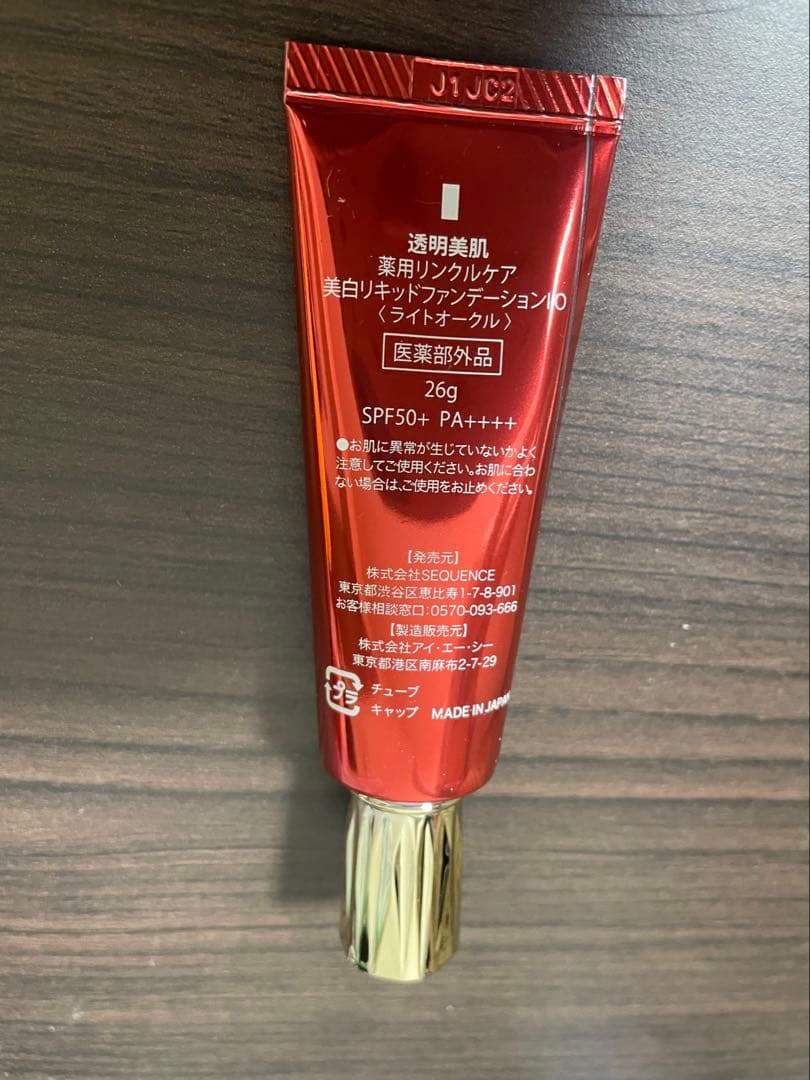 J1JC2
透明美肌
薬用リンクルケア
美白リキッドファンデーションLO
〈ライトオークル〉
医薬部外品
26g
SPF50+ PA++++
●お肌に異常が生じていないかよく
注意してご使用ください。お肌に合わ
ない場合は、ご使用をお止めください。
【発売元】
株式会社SEQUENCE
東京都渋谷区恵比寿1-7-8-901
お客様相談窓口:0570-093-666
【製造販売元】
株式会社アイ・エー・シー
東京都港区南麻布2-7-29
プラ チューブ
キャップ MADE IN JAPAN